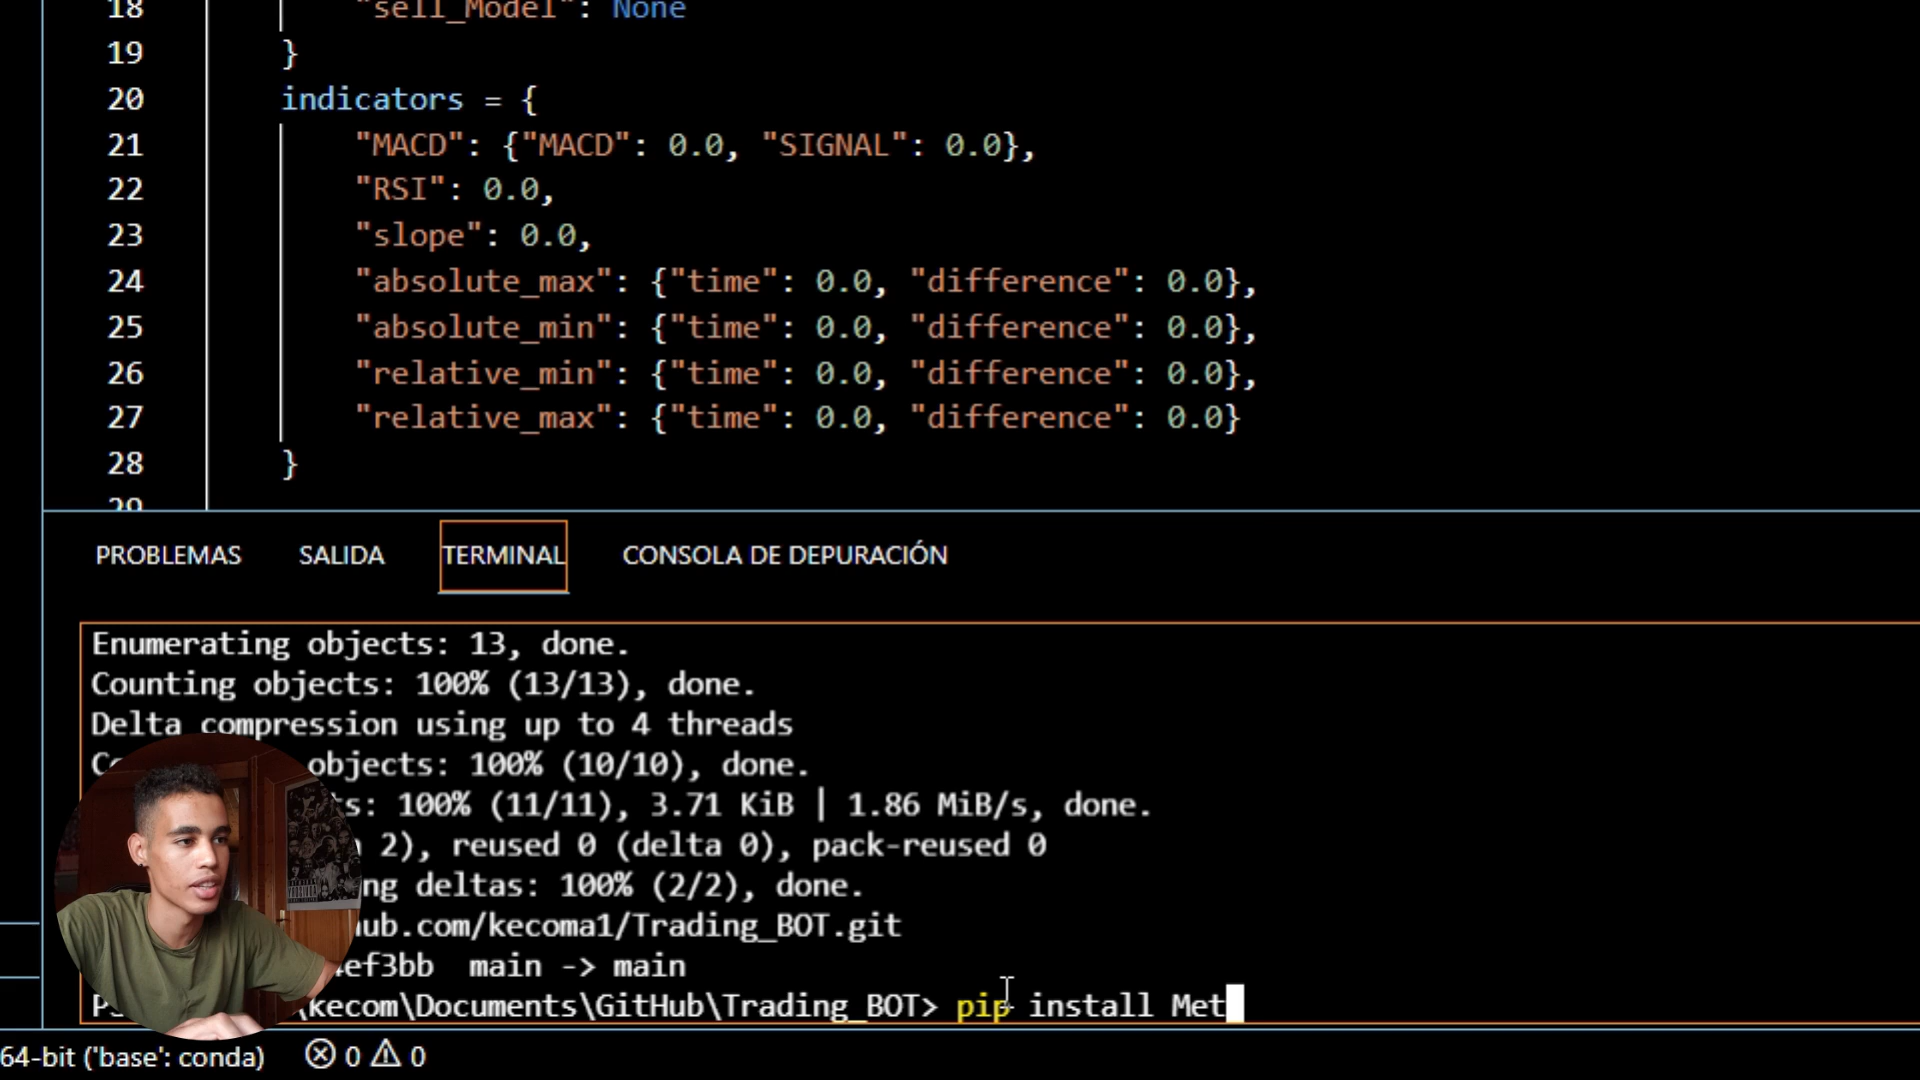 18 "sell_Model": None
19 }
20 indicators = {
21 "MACD": {"MACD": 0.0, "SIGNAL": 0.0},
22 "RSI": 0.0,
23 "slope": 0.0,
24 "absolute_max": {"time": 0.0, "difference": 0.0},
25 "absolute_min": {"time": 0.0, "difference": 0.0},
26 "relative_min": {"time": 0.0, "difference": 0.0},
27 "relative_max": {"time": 0.0, "difference": 0.0}
28 }
29
PROBLEMAS SALIDA TERMINAL CONSOLA DE DEPURACIÓN
Enumerating objects: 13, done.
Counting objects: 100% (13/13), done.
Delta compression using up to 4 threads
objects: 100% (10/10), done.
ts: 100% (11/11), 3.71 KiB | 1.86 MiB/s, done.
2), reused 0 (delta 0), pack-reused 0
ng deltas: 100% (2/2), done.
hub.com/kecoma1/Trading_BOT.git
ef3bb main -> main
\kecom\Documents\GitHub\Trading_BOT> pip install Met
64-bit ('base': conda) 0 0